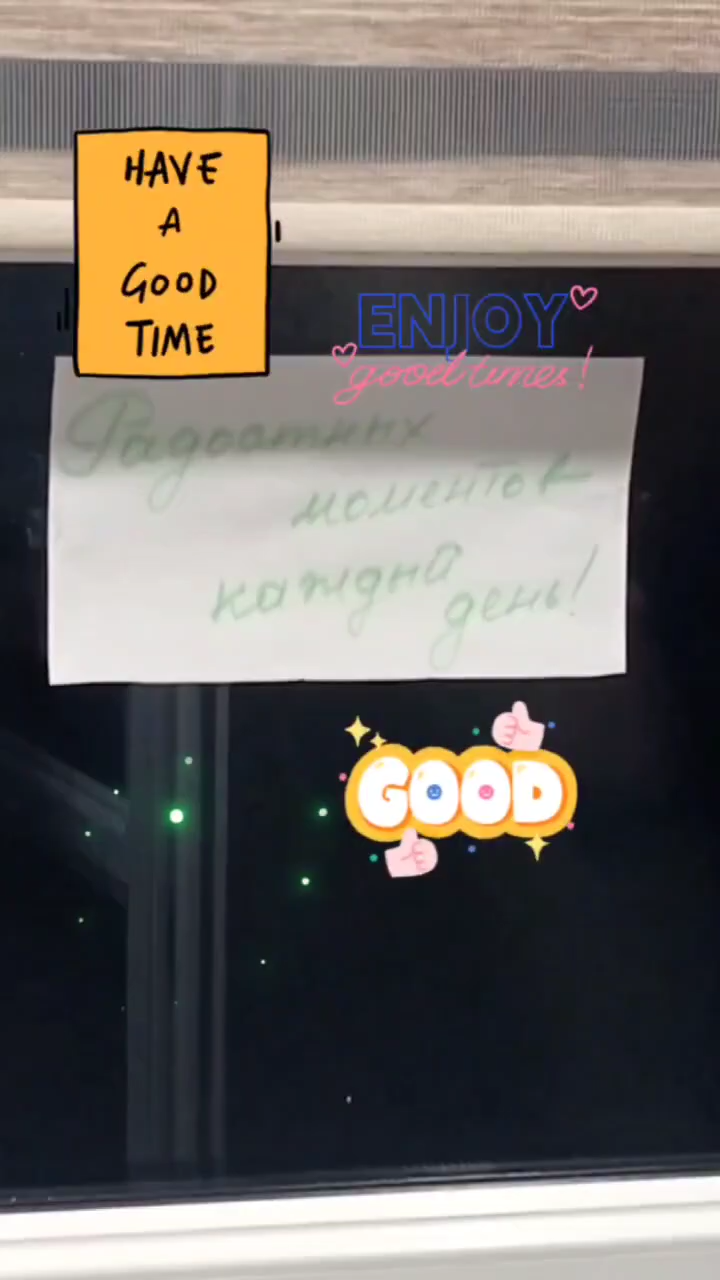 HAVE
A
GOOD
TIME
ENJOY
good times!
Радостных
моментов
каждый
день!
GOOD